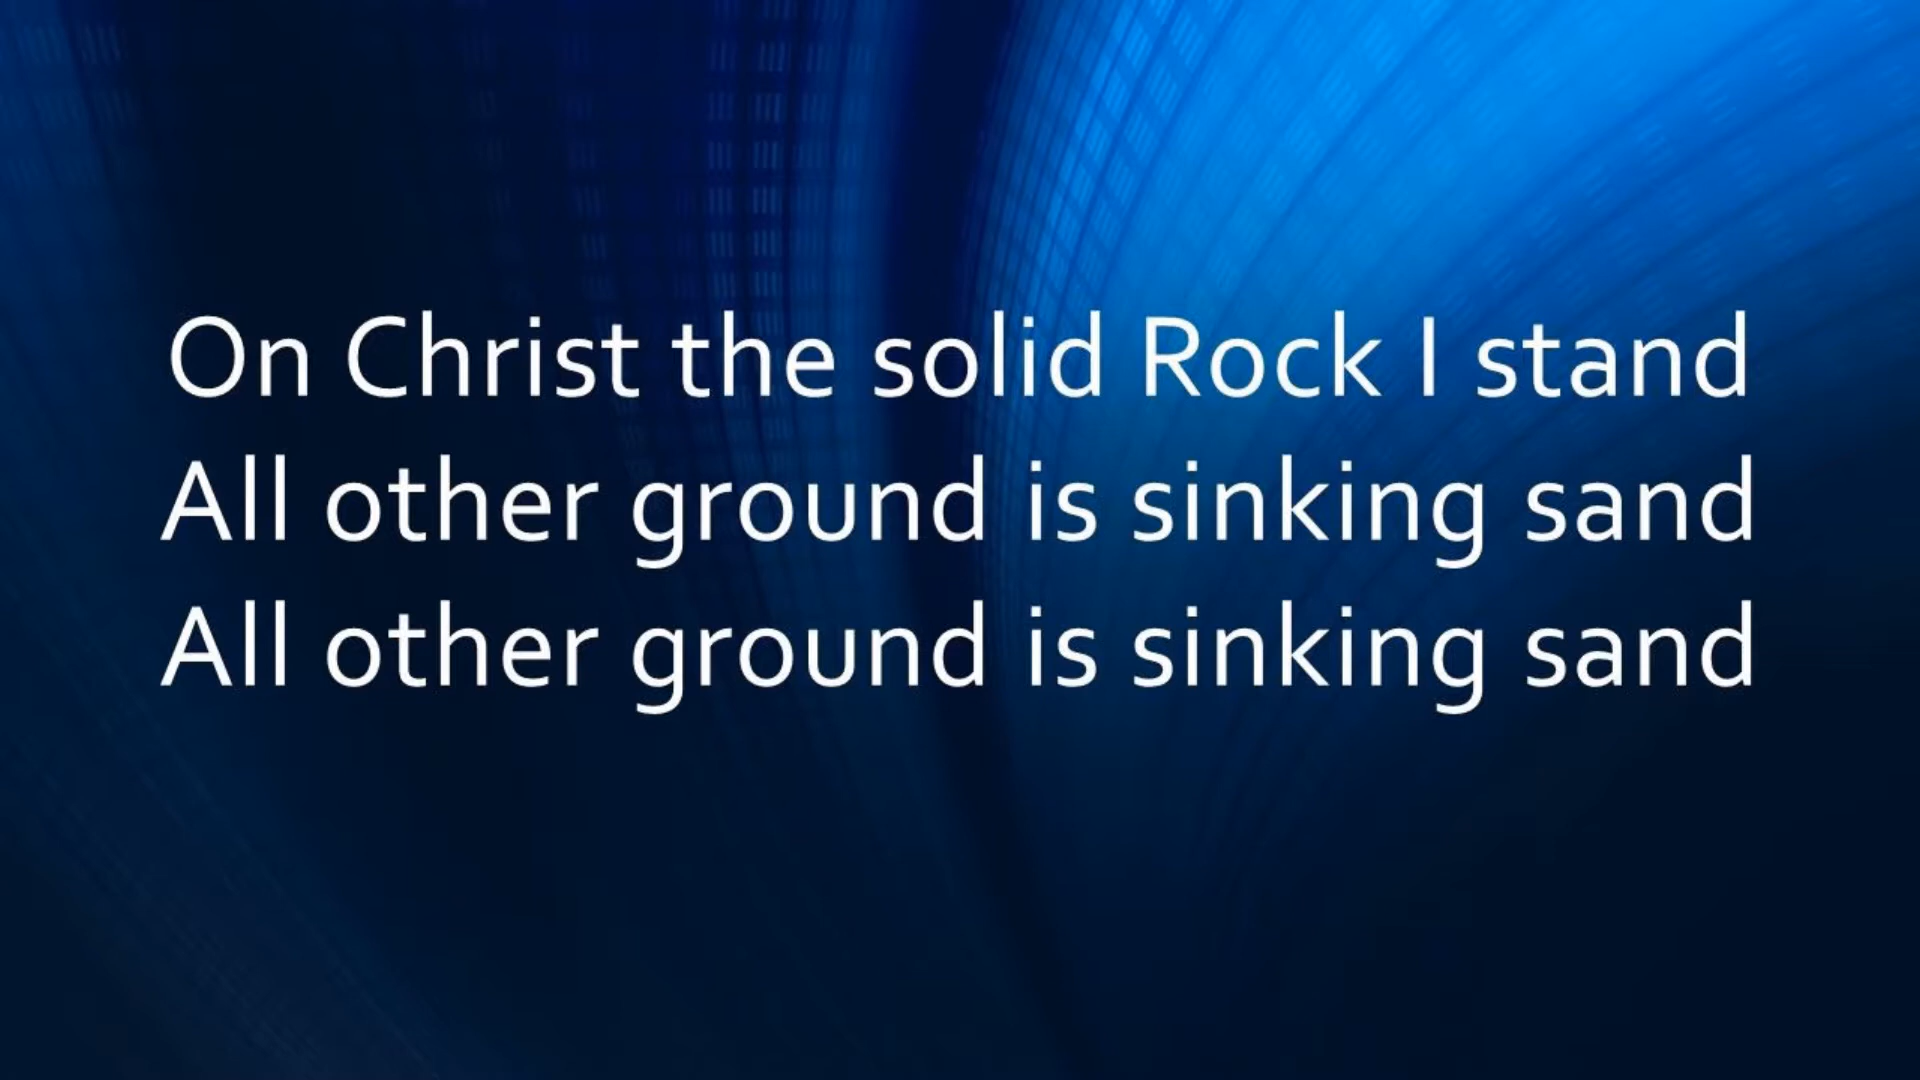 On Christ the solid Rock I stand
All other ground is sinking sand
All other ground is sinking sand